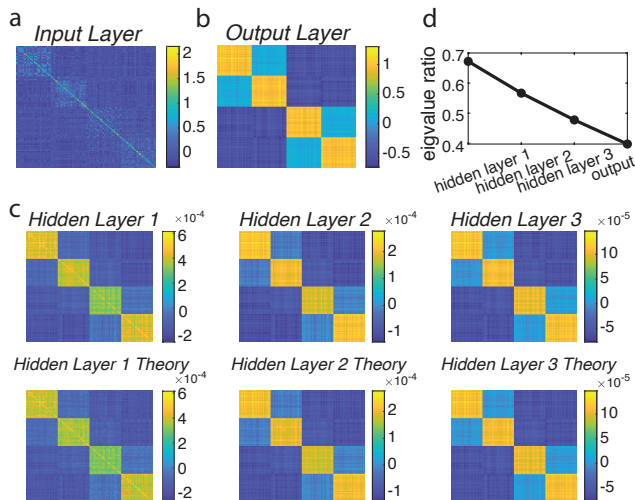 a
Input Layer
2
1.5
1
0.5
0
b
Output Layer
1
0.5
0
-0.5
d
eigvalue ratio
0.7
0.6
0.5
0.4
hidden layer 1
hidden layer 2
hidden layer 3
output
c
Hidden Layer 1
×10⁻⁴
6
4
2
0
-2
Hidden Layer 2
×10⁻⁴
2
1
0
-1
Hidden Layer 3
×10⁻⁵
10
5
0
-5
Hidden Layer 1 Theory
×10⁻⁴
6
4
2
0
-2
Hidden Layer 2 Theory
×10⁻⁴
2
1
0
-1
Hidden Layer 3 Theory
×10⁻⁵
10
5
0
-5